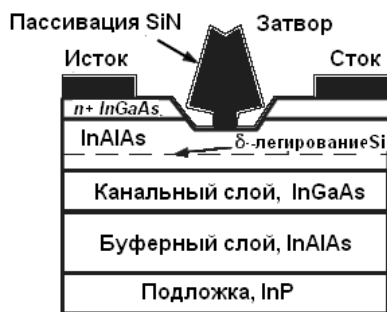 Пассивация SiN
Затвор
Исток
Сток
n+ InGaAs
InAlAs
δ-легированиеSi
Канальный слой, InGaAs
Буферный слой, InAlAs
Подложка, InP